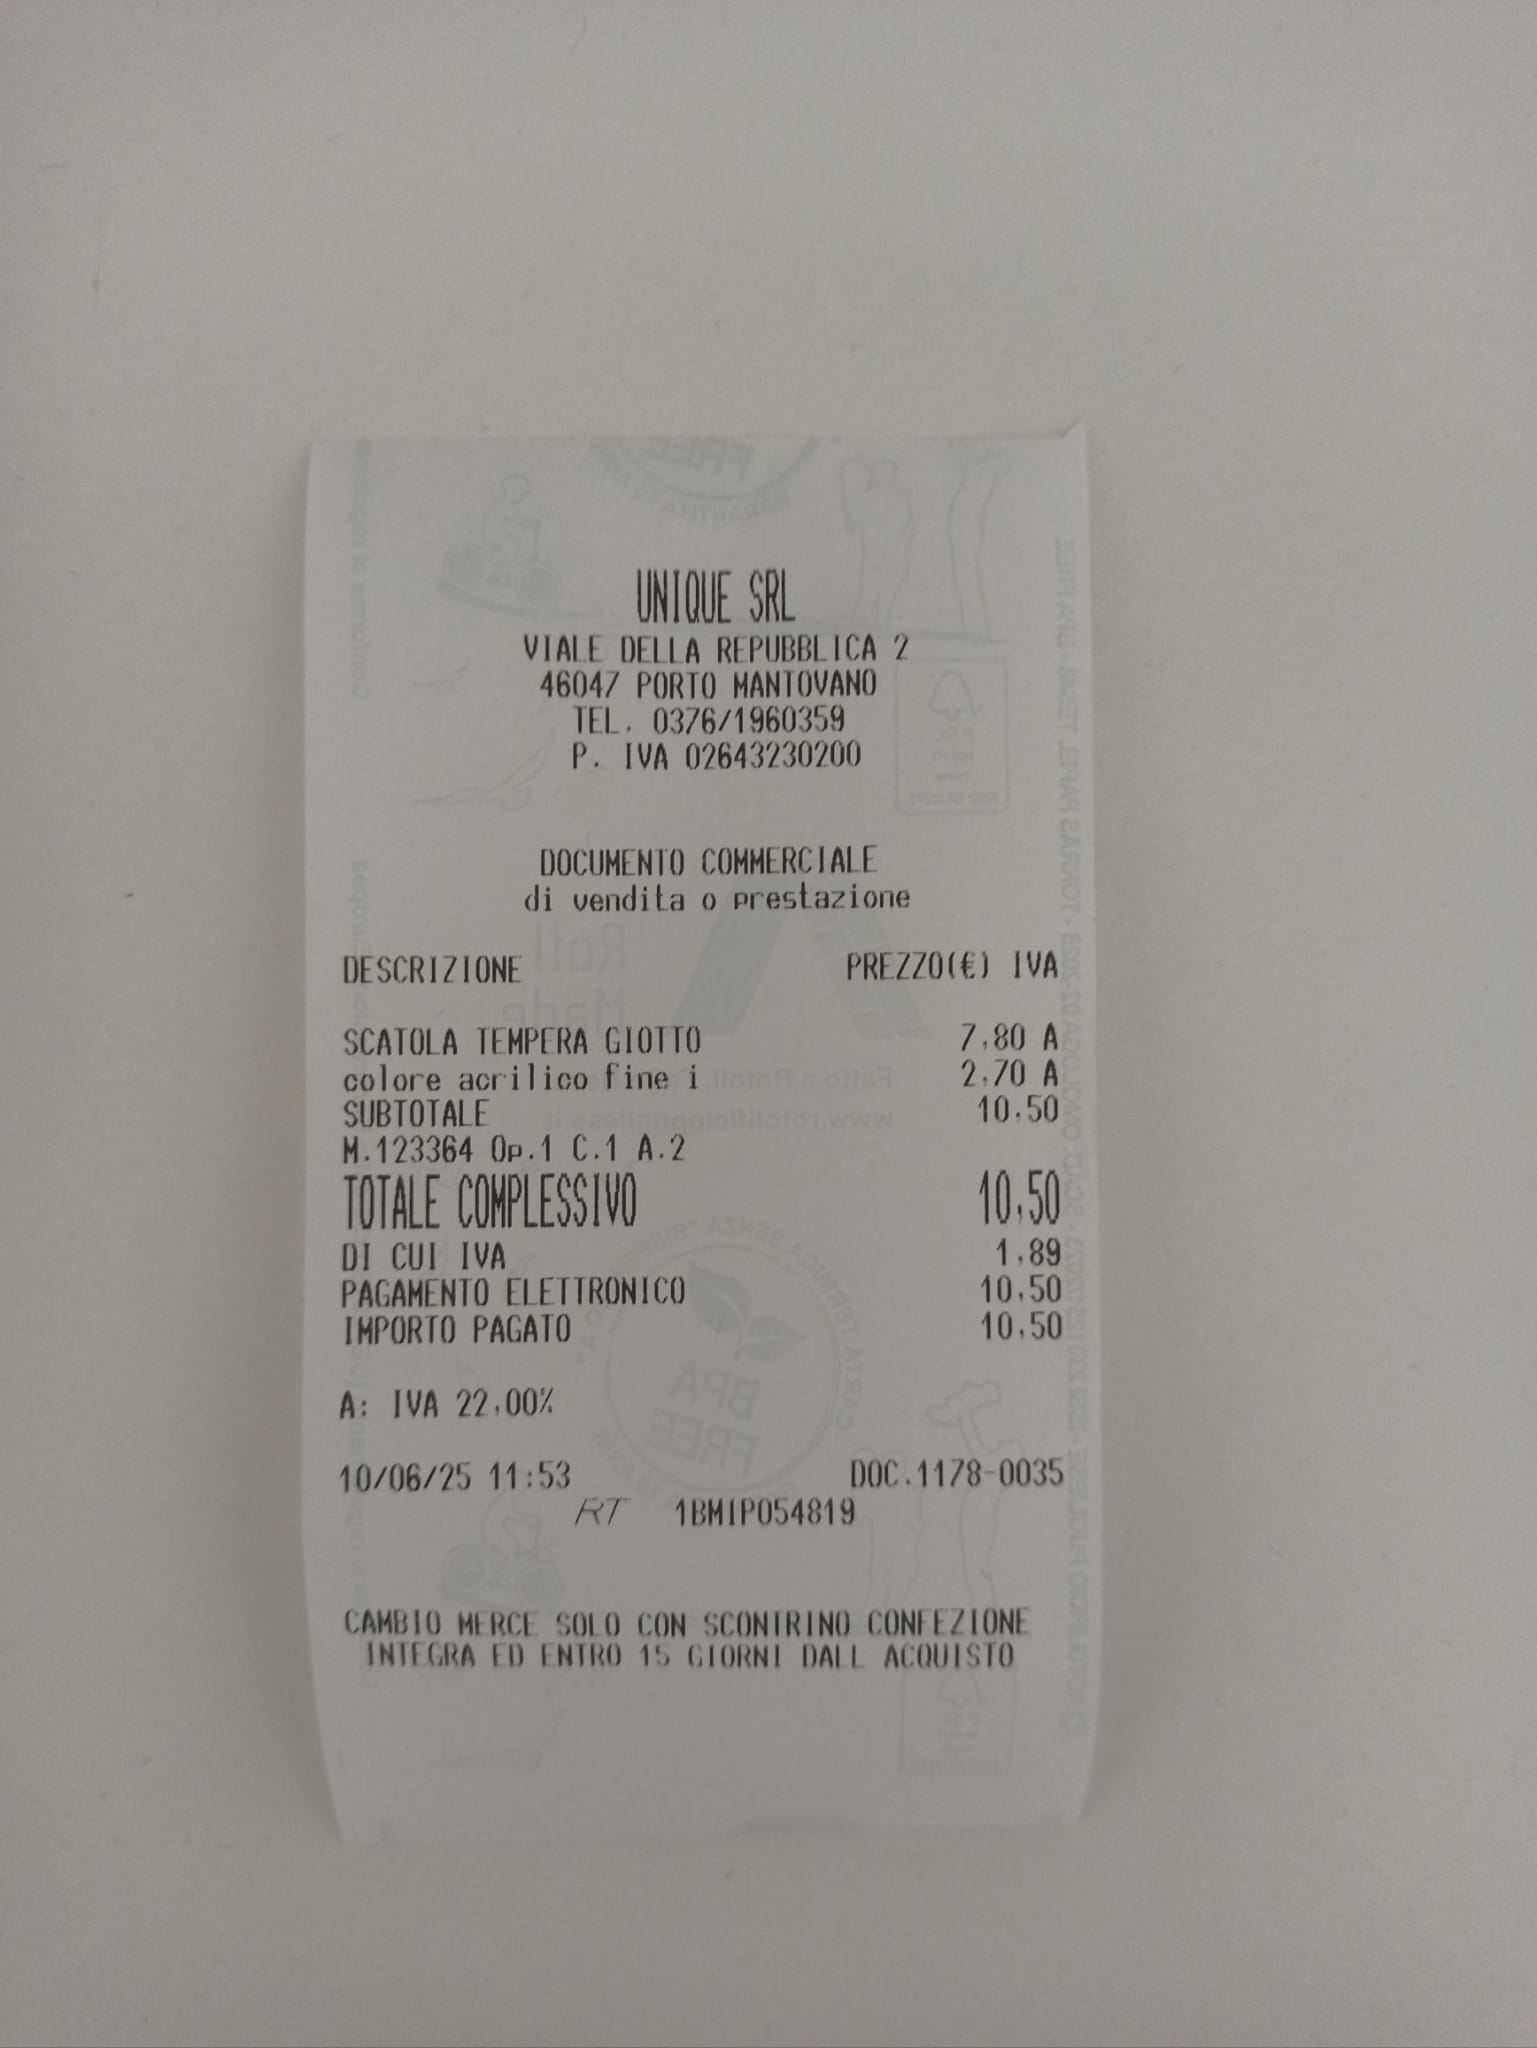 UNIQUE SRL
VIALE DELLA REPUBBLICA 2
46047 PORTO MANTOVANO
TEL. 0376/1960359
P. IVA 02643230200
DOCUMENTO COMMERCIALE
di vendita o prestazione
DESCRIZIONE PREZZO(€) IVA
SCATOLA TEMPERA GIOTTO 7,80 A
colore acrilico fine i 2,70 A
SUBTOTALE 10,50
M.123364 Op.1 C.1 A.2
TOTALE COMPLESSIVO 10,50
DI CUI IVA 1,89
PAGAMENTO ELETTRONICO 10,50
IMPORTO PAGATO 10,50
A: IVA 22,00%
10/06/25 11:53 DOC.1178-0035
RT 1BMIP054819
CAMBIO MERCE SOLO CON SCONTRINO CONFEZIONE
INTEGRA ED ENTRO 15 GIORNI DALL ACQUISTO